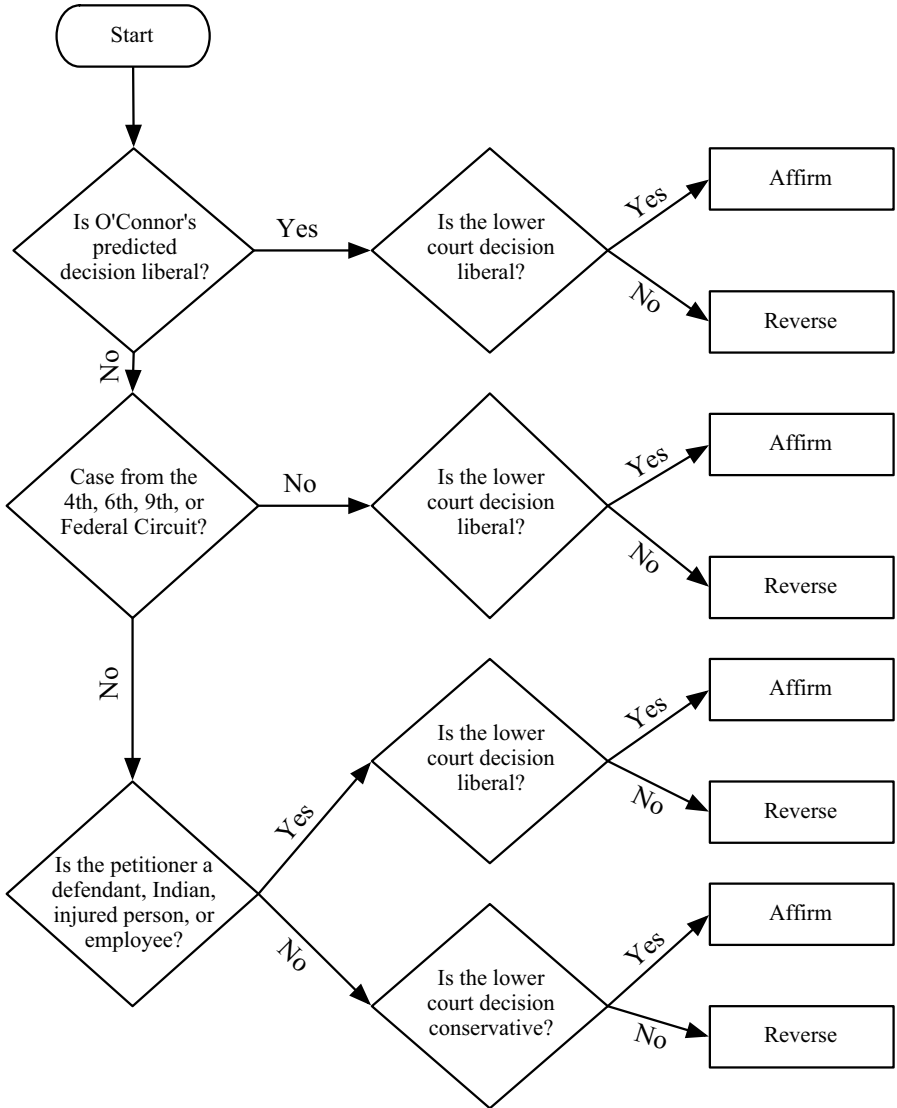 Start
Is O'Connor's
predicted
decision liberal?
Yes
Is the lower
court decision
liberal?
Yes
Affirm
No
Reverse
No
Case from the
4th, 6th, 9th, or
Federal Circuit?
No
Is the lower
court decision
liberal?
Yes
Affirm
No
Reverse
No
Is the petitioner a
defendant, Indian,
injured person, or
employee?
Yes
Is the lower
court decision
liberal?
Yes
Affirm
No
Reverse
No
Is the lower
court decision
conservative?
Yes
Affirm
No
Reverse